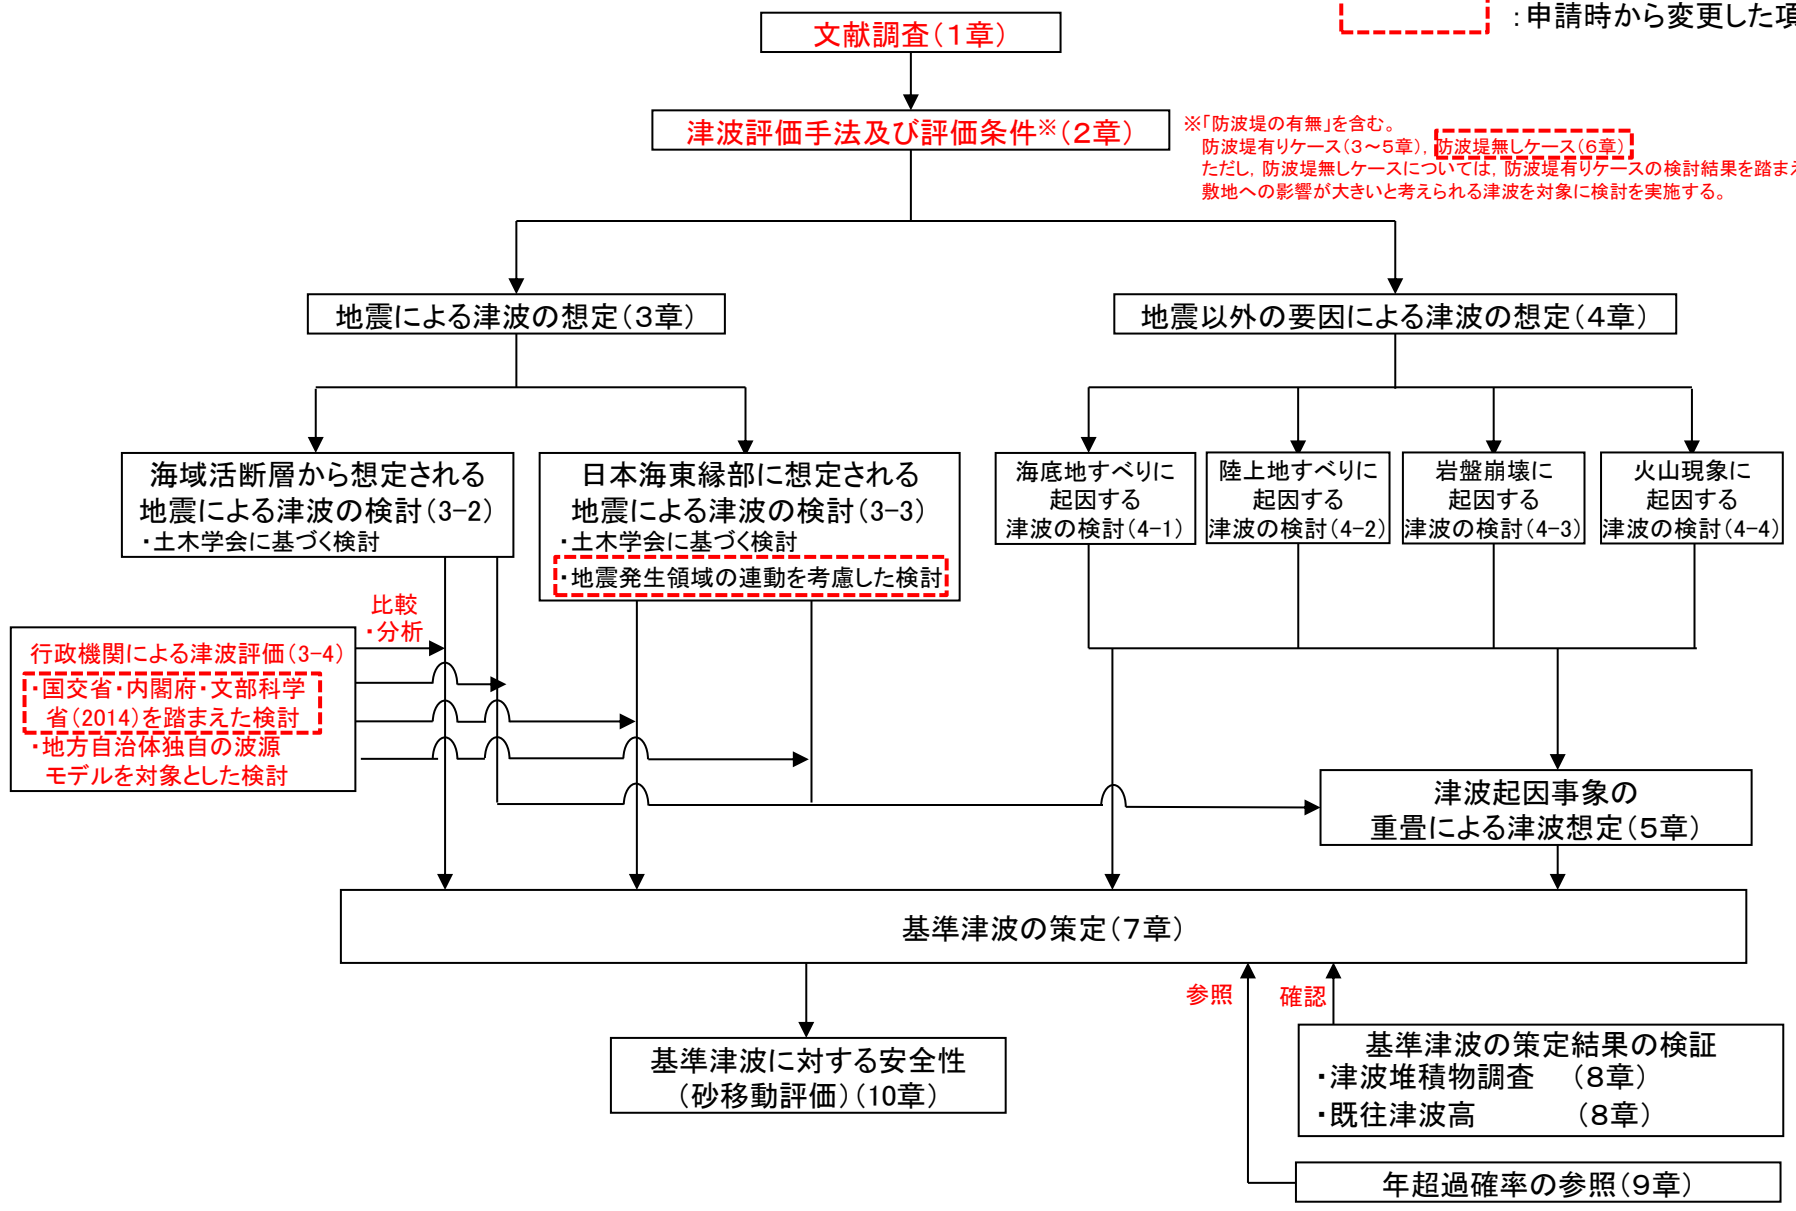 文献調査(1章)
:申請時から変更した項
津波評価手法及び評価条件※(2章)
※「防波堤の有無」を含む。
防波堤有りケース(3～5章), 防波堤無しケース(6章)
ただし, 防波堤無しケースについては, 防波堤有りケースの検討結果を踏まえ
敷地への影響が大きいと考えられる津波を対象に検討を実施する。
地震による津波の想定(3章)
地震以外の要因による津波の想定(4章)
海域活断層から想定される
地震による津波の検討(3-2)
・土木学会に基づく検討
日本海東縁部に想定される
地震による津波の検討(3-3)
・土木学会に基づく検討
・地震発生領域の連動を考慮した検討
海底地すべりに
起因する
津波の検討(4-1)
陸上地すべりに
起因する
津波の検討(4-2)
岩盤崩壊に
起因する
津波の検討(4-3)
火山現象に
起因する
津波の検討(4-4)
比較
・分析
行政機関による津波評価(3-4)
・国交省・内閣府・文部科学
省(2014)を踏まえた検討
・地方自治体独自の波源
モデルを対象とした検討
津波起因事象の
重畳による津波想定(5章)
基準津波の策定(7章)
参照
確認
基準津波に対する安全性
(砂移動評価)(10章)
基準津波の策定結果の検証
・津波堆積物調査 (8章)
・既往津波高 (8章)
年超過確率の参照(9章)